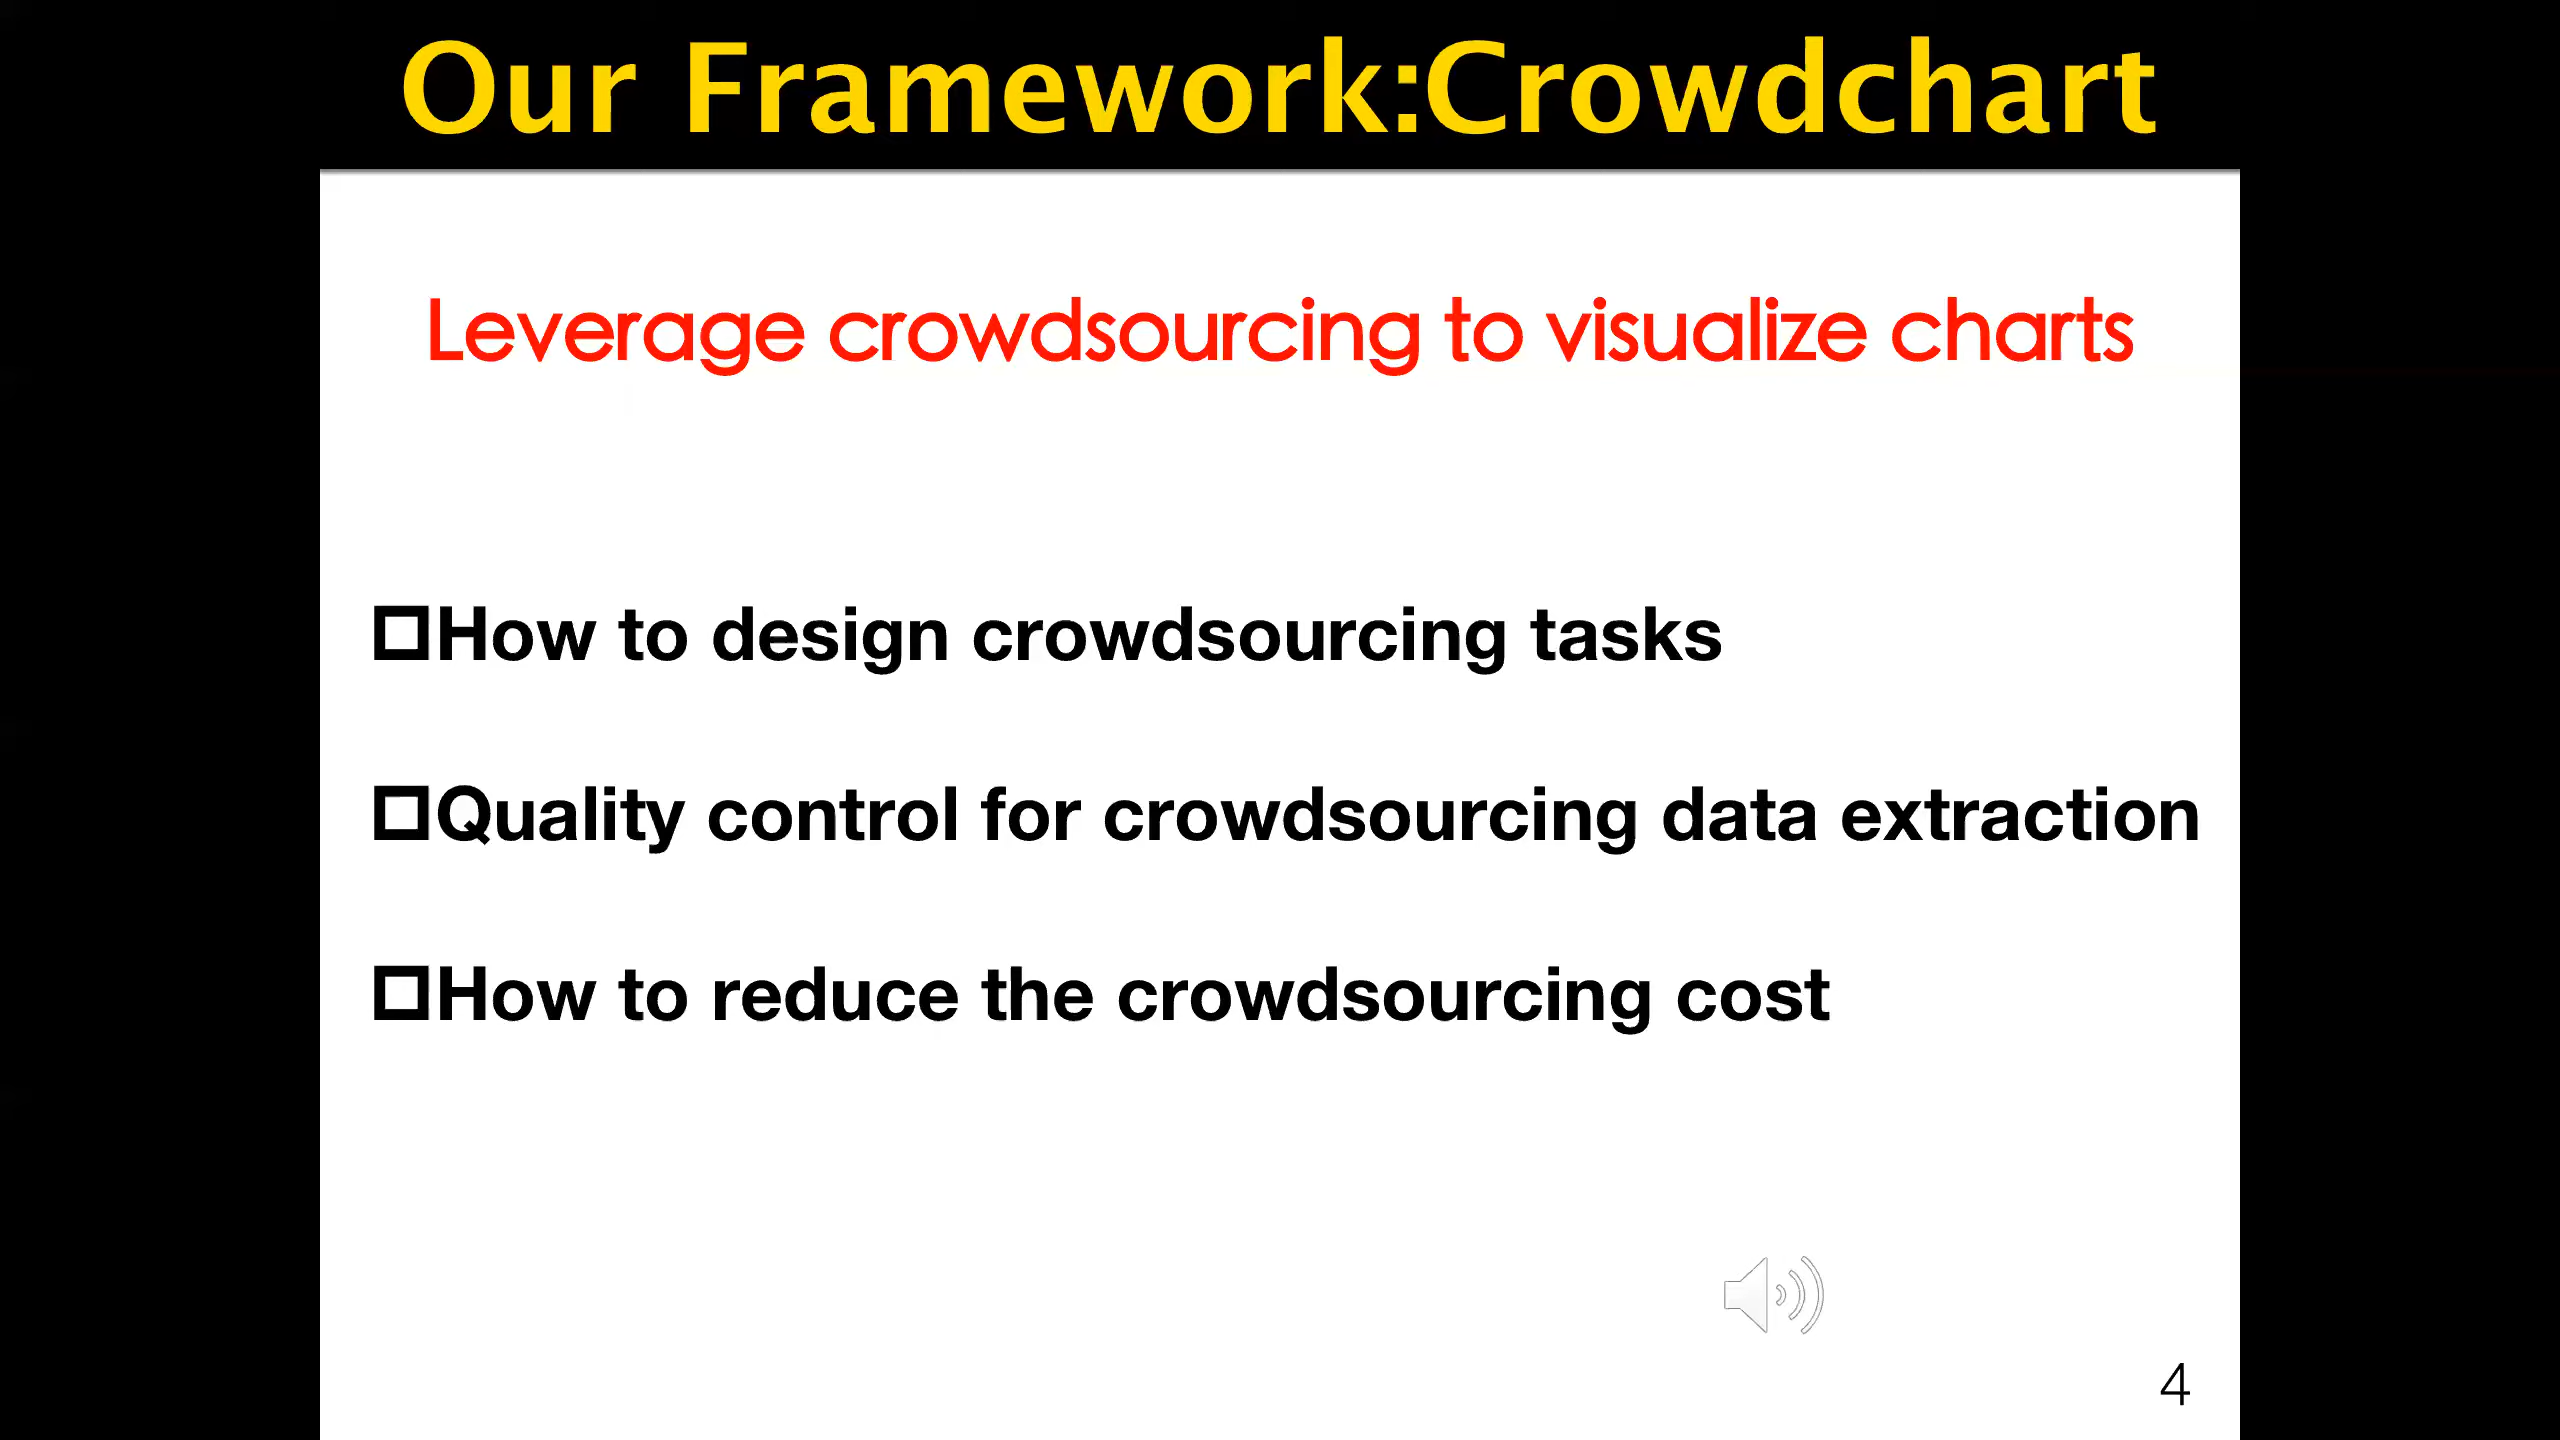 Our Framework:Crowdchart
Leverage crowdsourcing to visualize charts
How to design crowdsourcing tasks
Quality control for crowdsourcing data extraction
How to reduce the crowdsourcing cost
4